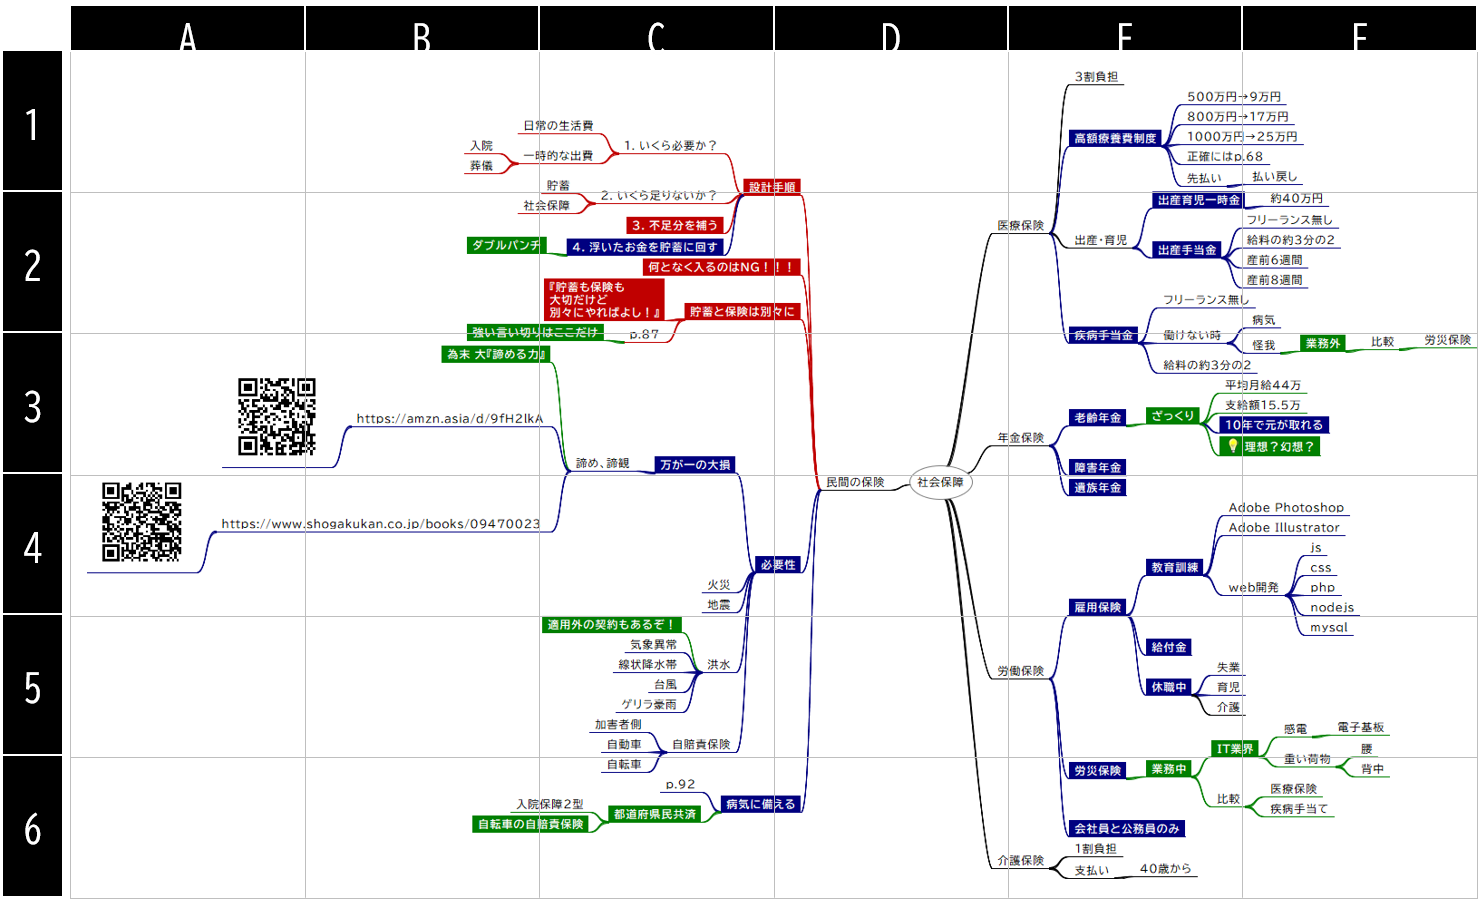 A
B
C
D
E
F
1
2
3
4
5
6
社会保障
民間の保険
設計手順
1. いくら必要か？
日常の生活費
一時的な出費
入院
葬儀
2. いくら足りないか？
貯蓄
社会保障
3. 不足分を補う
4. 浮いたお金を貯蓄に回す
ダブルパンチ
何となく入るのはNG！！！
貯蓄と保険は別々に
『貯蓄も保険も
大切だけど
別々にやればよし！』
p.87
強い言い切りはここだけ
必要性
万が一の大損
諦め、諦観
為末 大『諦める力』
https://amzn.asia/d/9fH2lkA
https://www.shogakukan.co.jp/books/09470023
火災
地震
洪水
適用外の契約もあるぞ！
気象異常
線状降水帯
台風
ゲリラ豪雨
自賠責保険
加害者側
自動車
自転車
病気に備える
p.92
都道府県民共済
入院保障2型
自転車の自賠責保険
医療保険
3割負担
高額療養費制度
500万円→9万円
800万円→17万円
1000万円→25万円
正確にはp.68
先払い
払い戻し
出産・育児
出産育児一時金
約40万円
出産手当金
フリーランス無し
給料の約3分の2
産前6週間
産前8週間
疾病手当金
フリーランス無し
働けない時
病気
怪我
業務外
比較
労災保険
給料の約3分の2
年金保険
老齢年金
ざっくり
平均月給44万
支給額15.5万
10年で元が取れる
💡 理想？幻想？
障害年金
遺族年金
労働保険
雇用保険
教育訓練
Adobe Photoshop
Adobe Illustrator
web開発
js
css
php
nodejs
mysql
給付金
休職中
失業
育児
介護
労災保険
業務中
IT業界
感電
電子基板
重い荷物
腰
背中
比較
医療保険
疾病手当て
会社員と公務員のみ
介護保険
1割負担
支払い
40歳から